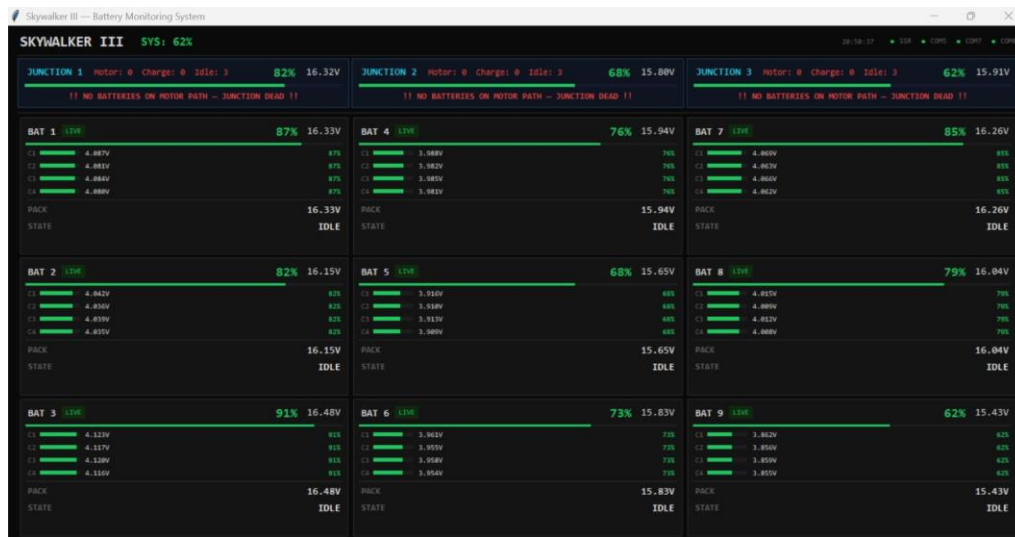 Skywalker III — Battery Monitoring System
SKYWALKER III SYS: 62%
20:50:37 SSR COM5 COM7
JUNCTION 1 Motor: 0 Charge: 0 Idle: 3 82% 16.32V
!! NO BATTERIES ON MOTOR PATH — JUNCTION DEAD !!
JUNCTION 2 Motor: 0 Charge: 0 Idle: 3 68% 15.80V
!! NO BATTERIES ON MOTOR PATH — JUNCTION DEAD !!
JUNCTION 3 Motor: 0 Charge: 0 Idle: 3 62% 15.91V
!! NO BATTERIES ON MOTOR PATH — JUNCTION DEAD !!
BAT 1 LIVE 87% 16.33V
C1 4.087V 87%
C2 4.081V 87%
C3 4.084V 87%
C4 4.080V 87%
PACK 16.33V
STATE IDLE
BAT 4 LIVE 76% 15.94V
C1 3.988V 76%
C2 3.982V 76%
C3 3.985V 76%
C4 3.981V 76%
PACK 15.94V
STATE IDLE
BAT 7 LIVE 85% 16.26V
C1 4.069V 85%
C2 4.063V 85%
C3 4.066V 85%
C4 4.062V 85%
PACK 16.26V
STATE IDLE
BAT 2 LIVE 82% 16.15V
C1 4.042V 82%
C2 4.036V 82%
C3 4.039V 82%
C4 4.035V 82%
PACK 16.15V
STATE IDLE
BAT 5 LIVE 68% 15.65V
C1 3.916V 68%
C2 3.910V 68%
C3 3.913V 68%
C4 3.909V 68%
PACK 15.65V
STATE IDLE
BAT 8 LIVE 79% 16.04V
C1 4.015V 79%
C2 4.009V 79%
C3 4.012V 79%
C4 4.008V 79%
PACK 16.04V
STATE IDLE
BAT 3 LIVE 91% 16.48V
C1 4.123V 91%
C2 4.117V 91%
C3 4.120V 91%
C4 4.116V 91%
PACK 16.48V
STATE IDLE
BAT 6 LIVE 73% 15.83V
C1 3.961V 73%
C2 3.955V 73%
C3 3.958V 73%
C4 3.954V 73%
PACK 15.83V
STATE IDLE
BAT 9 LIVE 62% 15.43V
C1 3.862V 62%
C2 3.856V 62%
C3 3.859V 62%
C4 3.855V 62%
PACK 15.43V
STATE IDLE